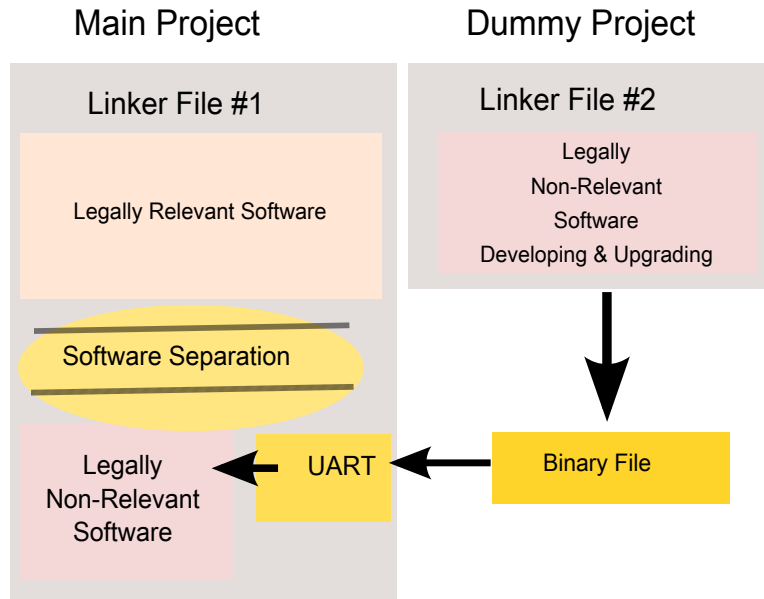 Main Project
Dummy Project
Linker File #1
Legally Relevant Software
Software Separation
Legally
Non-Relevant
Software
UART
Linker File #2
Legally
Non-Relevant
Software
Developing & Upgrading
Binary File